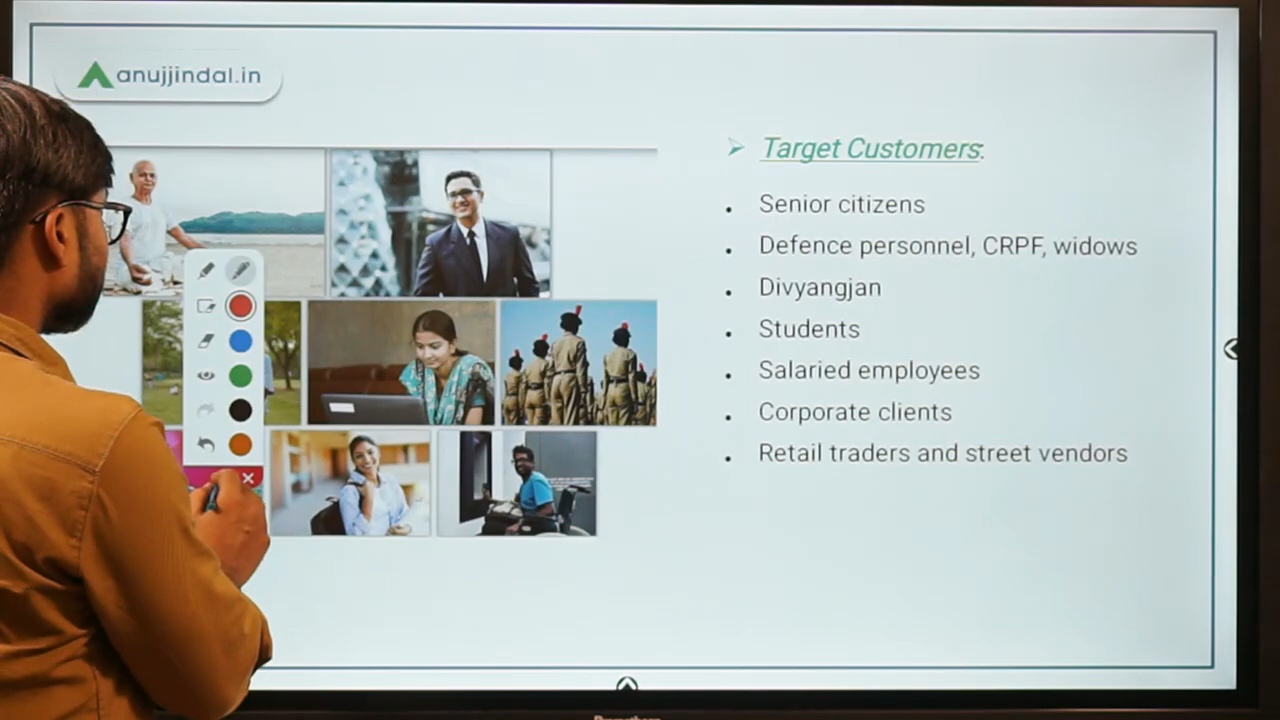 anujjindal.in
Target Customers:
Senior citizens
Defence personnel, CRPF, widows
Divyangjan
Students
Salaried employees
Corporate clients
Retail traders and street vendors